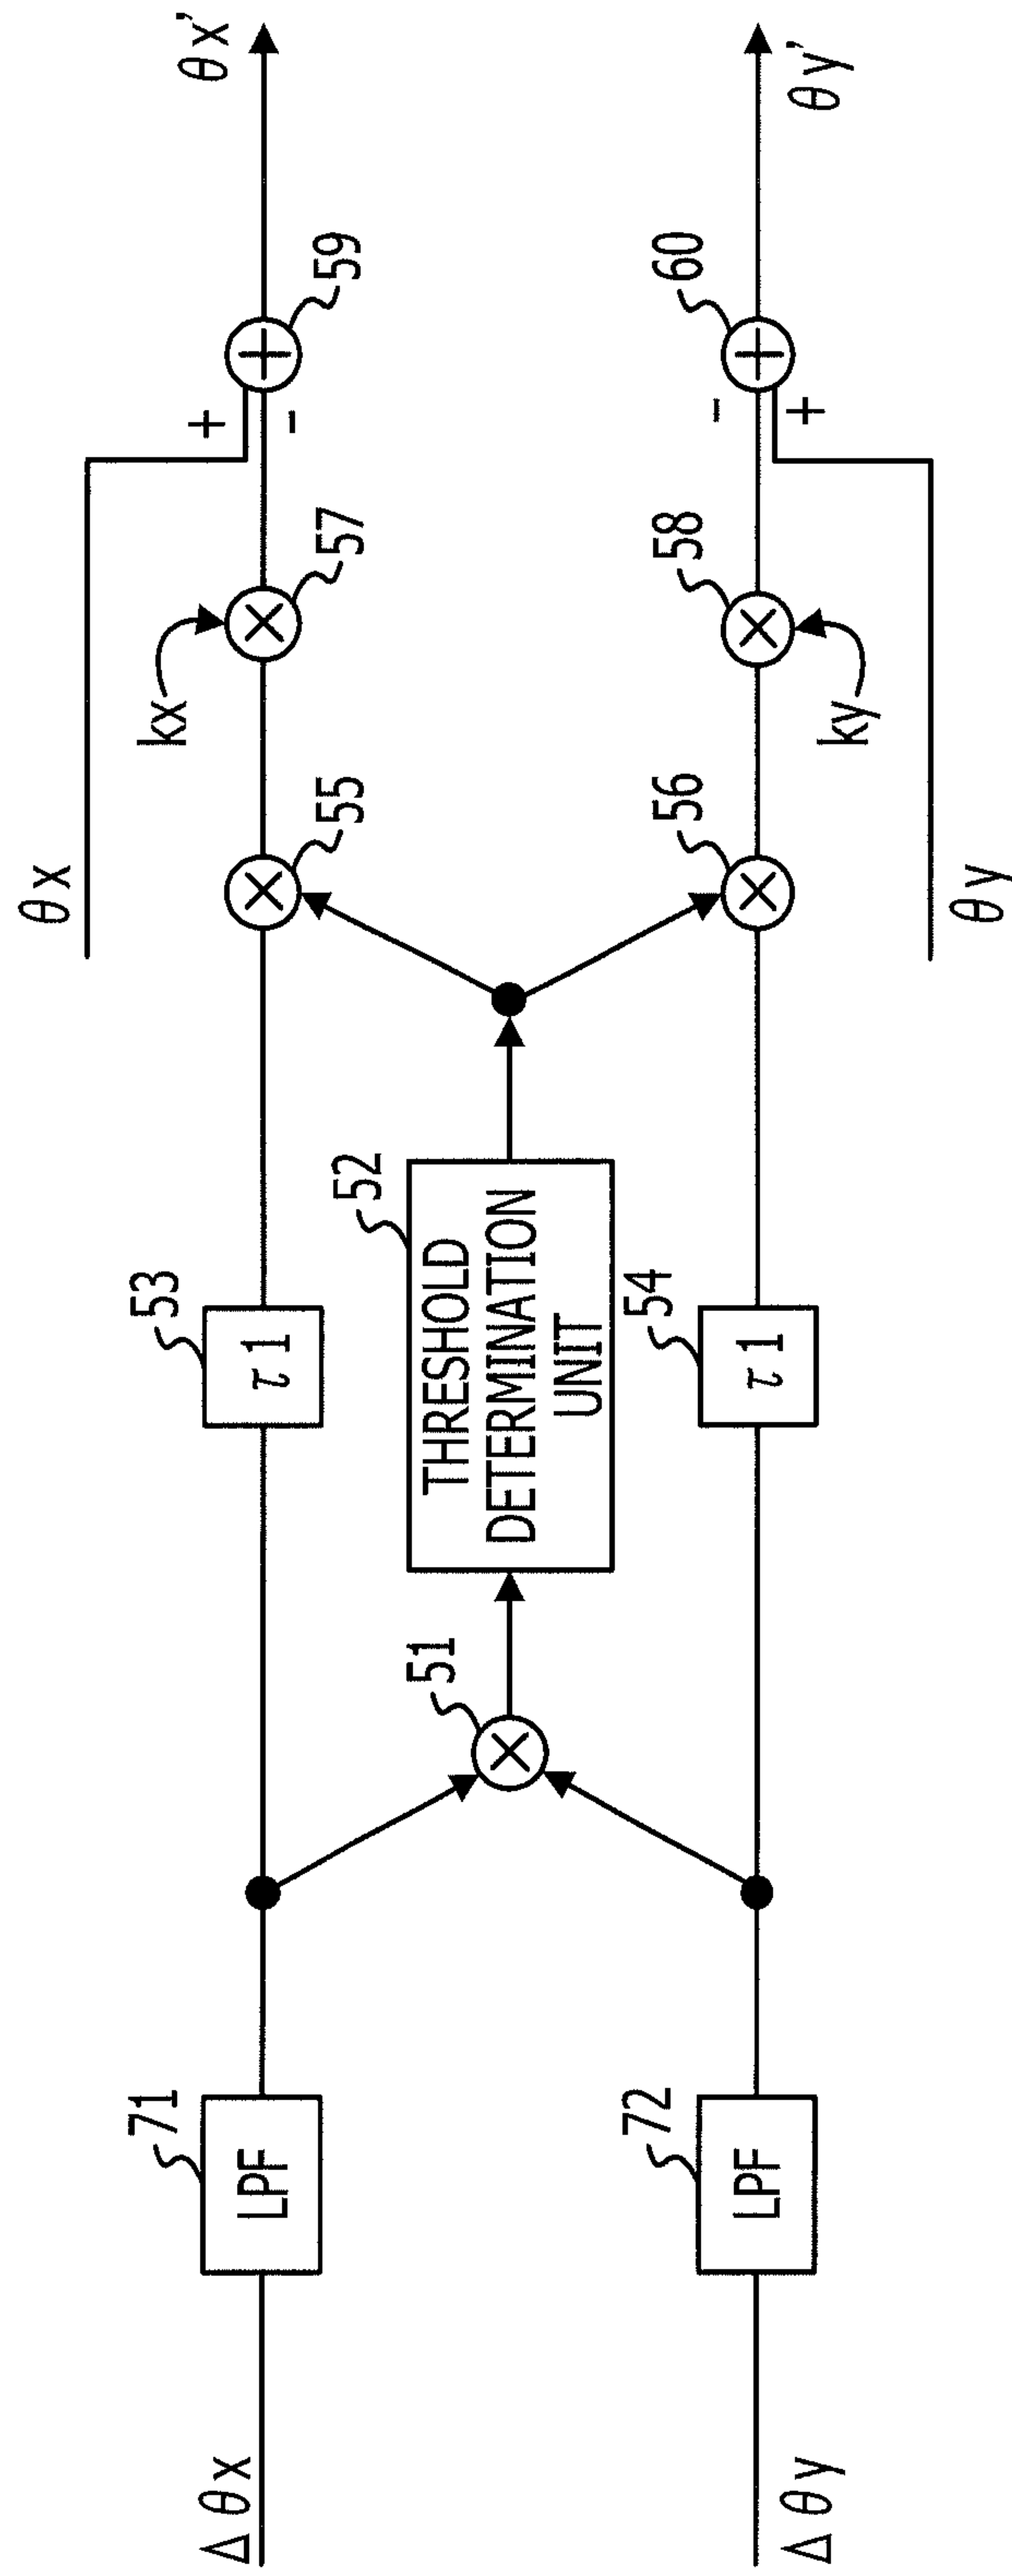 θx
θx'
kx
59
57
55
53
71
Δθx
LPF
τ1
+
-
51
52
THRESHOLD
DETERMINATION
UNIT
72
54
56
58
60
Δθy
LPF
τ1
-
+
ky
θy
θy'